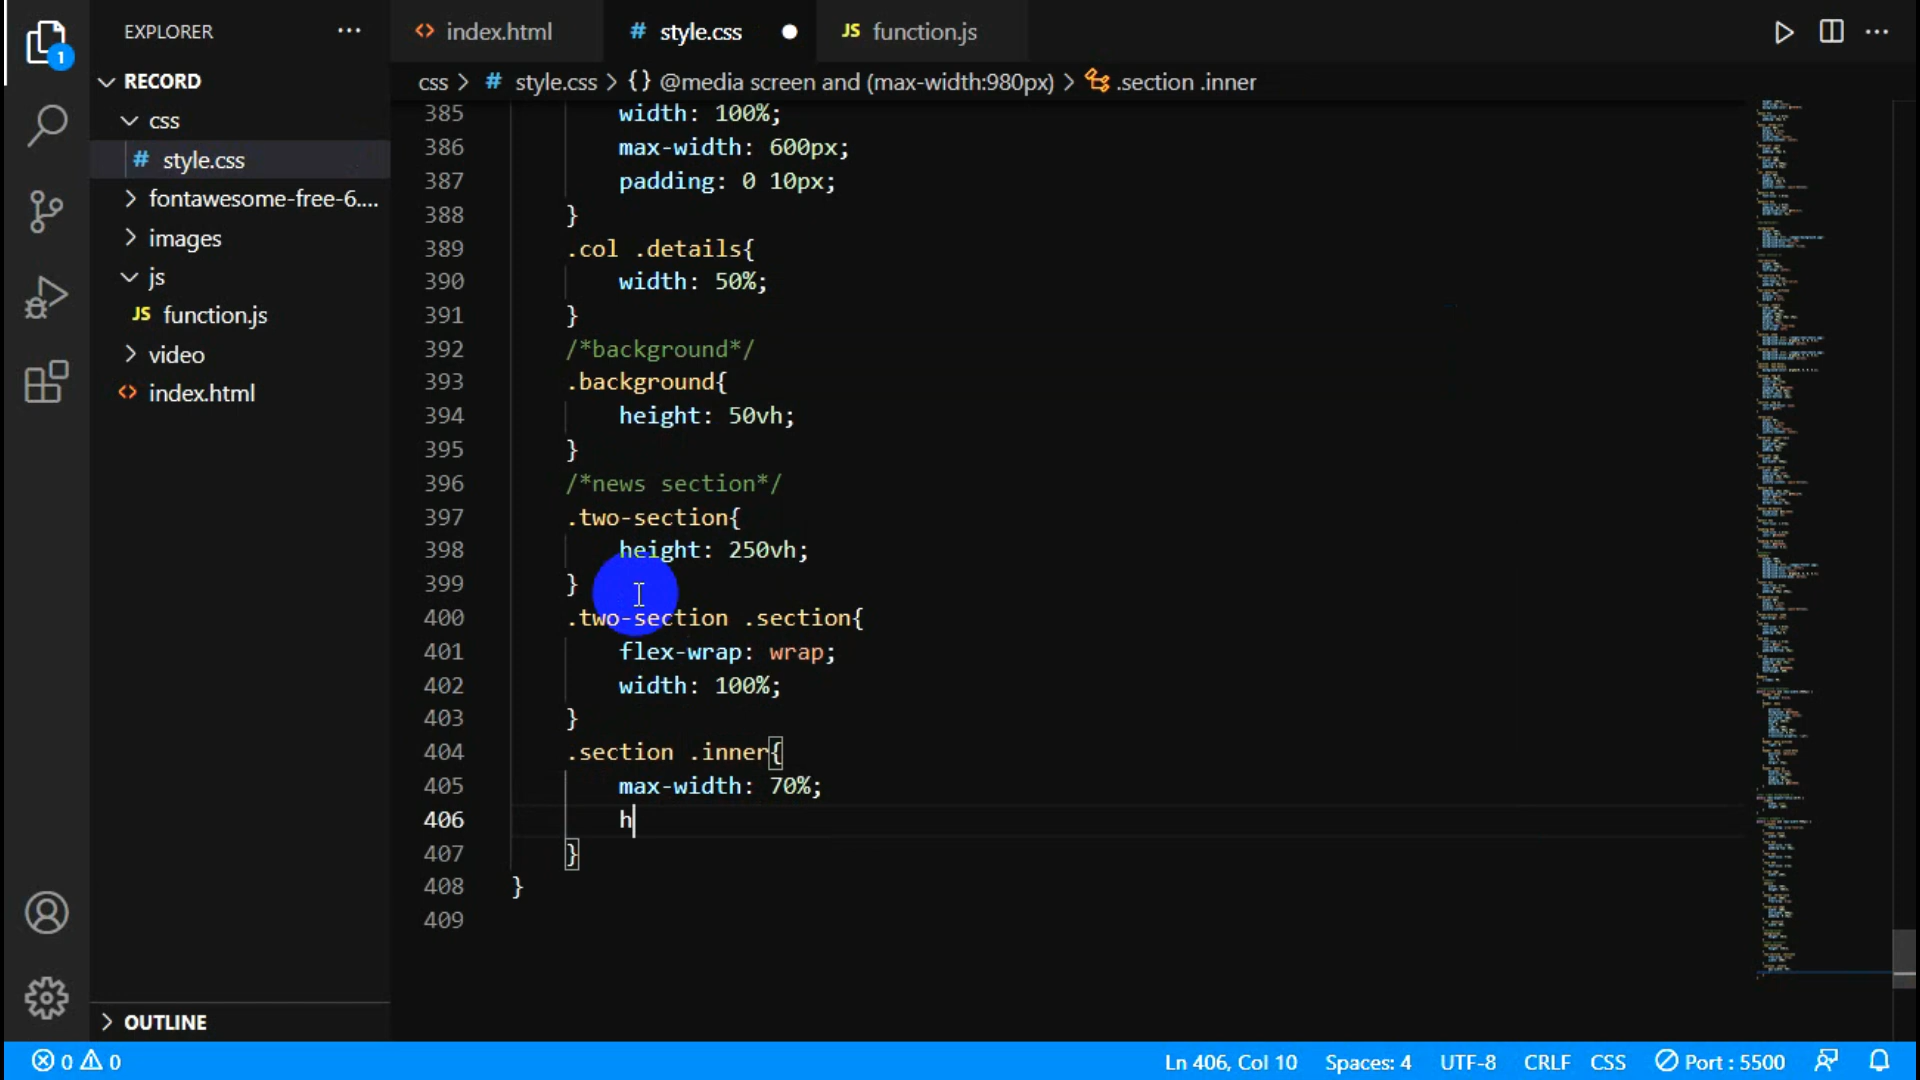 EXPLORER
index.html
# style.css
JS function.js
1
RECORD
css > # style.css > {} @media screen and (max-width:980px) > .section .inner
css
# style.css
fontawesome-free-6....
images
js
JS function.js
video
index.html
385 width: 100%;
386 max-width: 600px;
387 padding: 0 10px;
388 }
389 .col .details{
390 width: 50%;
391 }
392 /*background*/
393 .background{
394 height: 50vh;
395 }
396 /*news section*/
397 .two-section{
398 height: 250vh;
399 }
400 .two-section .section{
401 flex-wrap: wrap;
402 width: 100%;
403 }
404 .section .inner{
405 max-width: 70%;
406 h
407 }
408 }
409
OUTLINE
0 0
Ln 406, Col 10 Spaces: 4 UTF-8 CRLF CSS Port : 5500